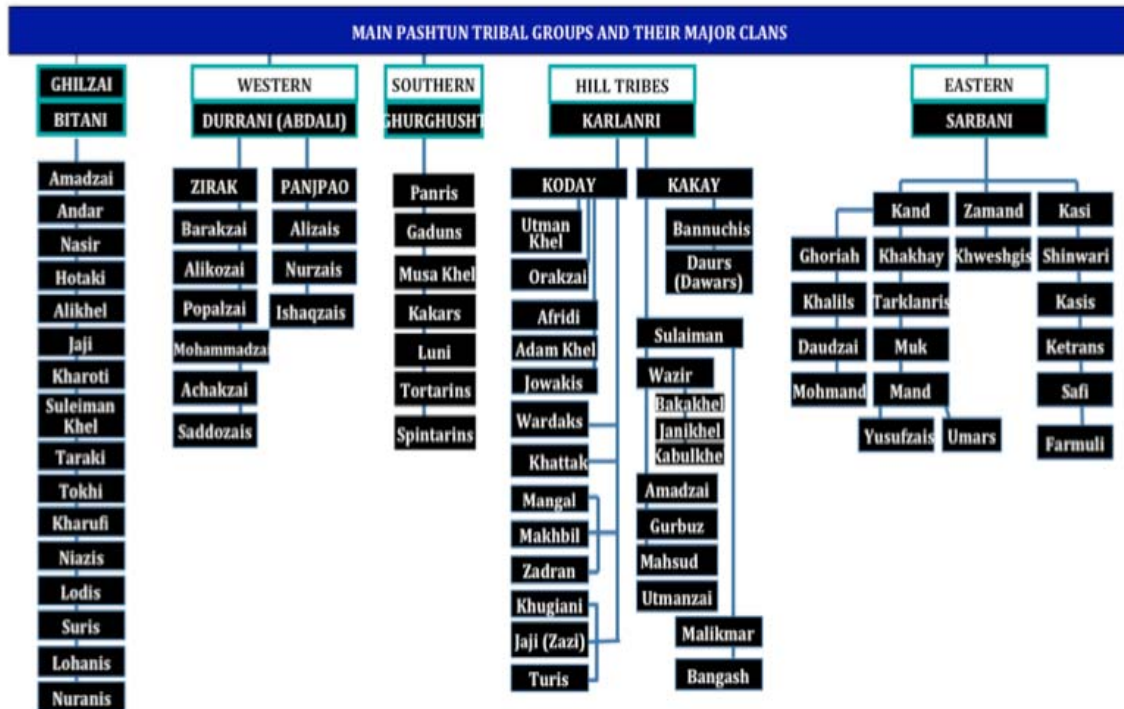 MAIN PASHTUN TRIBAL GROUPS AND THEIR MAJOR CLANS
GHILZAI
BITANI
Amadzai
Andar
Nasir
Hotaki
Alikhel
Jaji
Kharoti
Suleiman
Khel
Taraki
Tokhi
Kharufi
Niazis
Lodis
Suris
Lohanis
Nuranis
WESTERN
DURRANI (ABDALI)
ZIRAK
Barakzai
Alikozai
Popalzai
Mohammadzai
Achakzai
Saddozais
PANJPAO
Alizais
Nurzais
Ishaqzais
SOUTHERN
GHURGHUSHT
Panris
Gaduns
Musa Khel
Kakars
Luni
Tortarins
Spintarins
HILL TRIBES
KARLANRI
KODAY
Utman
Khel
Orakzai
Afridi
Adam Khel
Jowakis
Wardaks
Khattak
Mangal
Makhbil
Zadran
Khugiani
Jaji (Zazi)
Turis
KAKAY
Bannuchis
Daurs
(Dawars)
Sulaiman
Wazir
Bakakhel
Janikhel
Kabulkhel
Amadzai
Gurbuz
Mahsud
Utmanzai
Malikmar
Bangash
EASTERN
SARBANI
Kand
Ghoriah
Khalils
Daudzai
Mohmand
Khakhay
Tarklanris
Muk
Mand
Yusufzais
Umars
Zamand
Khweshgis
Kasi
Shinwari
Kasis
Ketrans
Safi
Farmuli